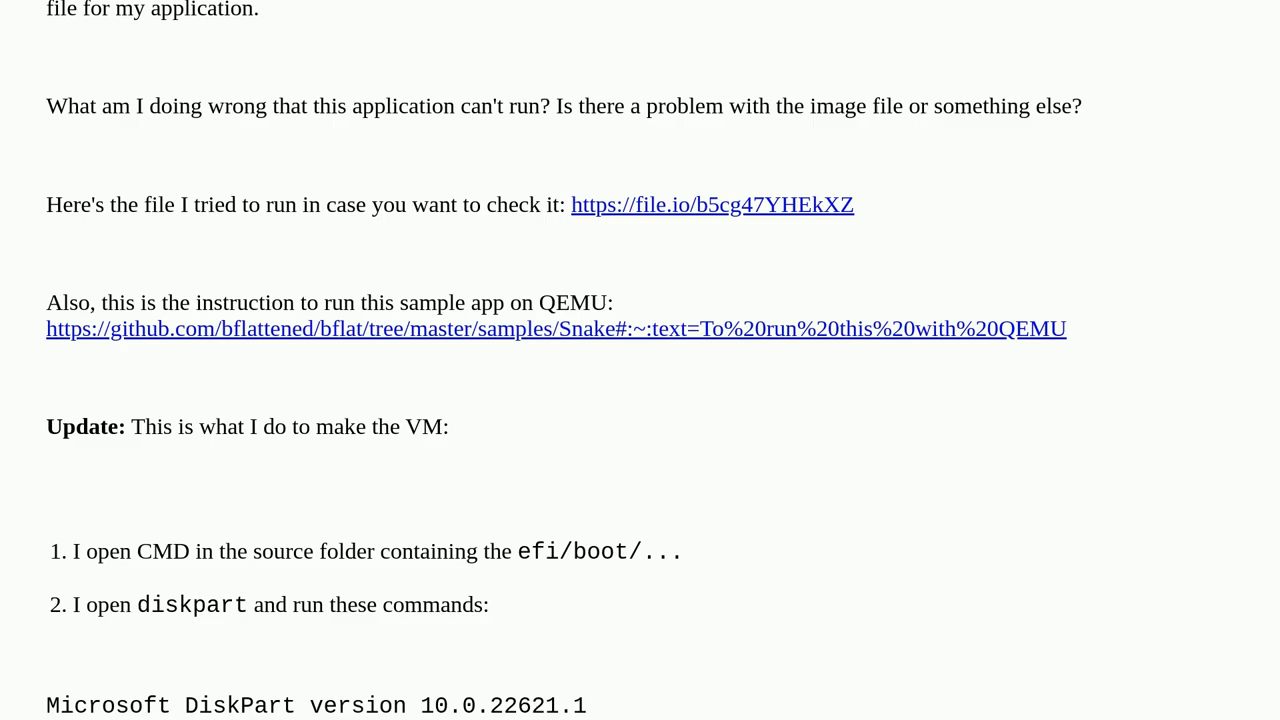 file for my application.
What am I doing wrong that this application can't run? Is there a problem with the image file or something else?
Here's the file I tried to run in case you want to check it: https://file.io/b5cg47YHEkXZ
Also, this is the instruction to run this sample app on QEMU:
https://github.com/bflattened/bflat/tree/master/samples/Snake#:~:text=To%20run%20this%20with%20QEMU
Update: This is what I do to make the VM:
1. I open CMD in the source folder containing the efi/boot/...
2. I open diskpart and run these commands:
Microsoft DiskPart version 10.0.22621.1